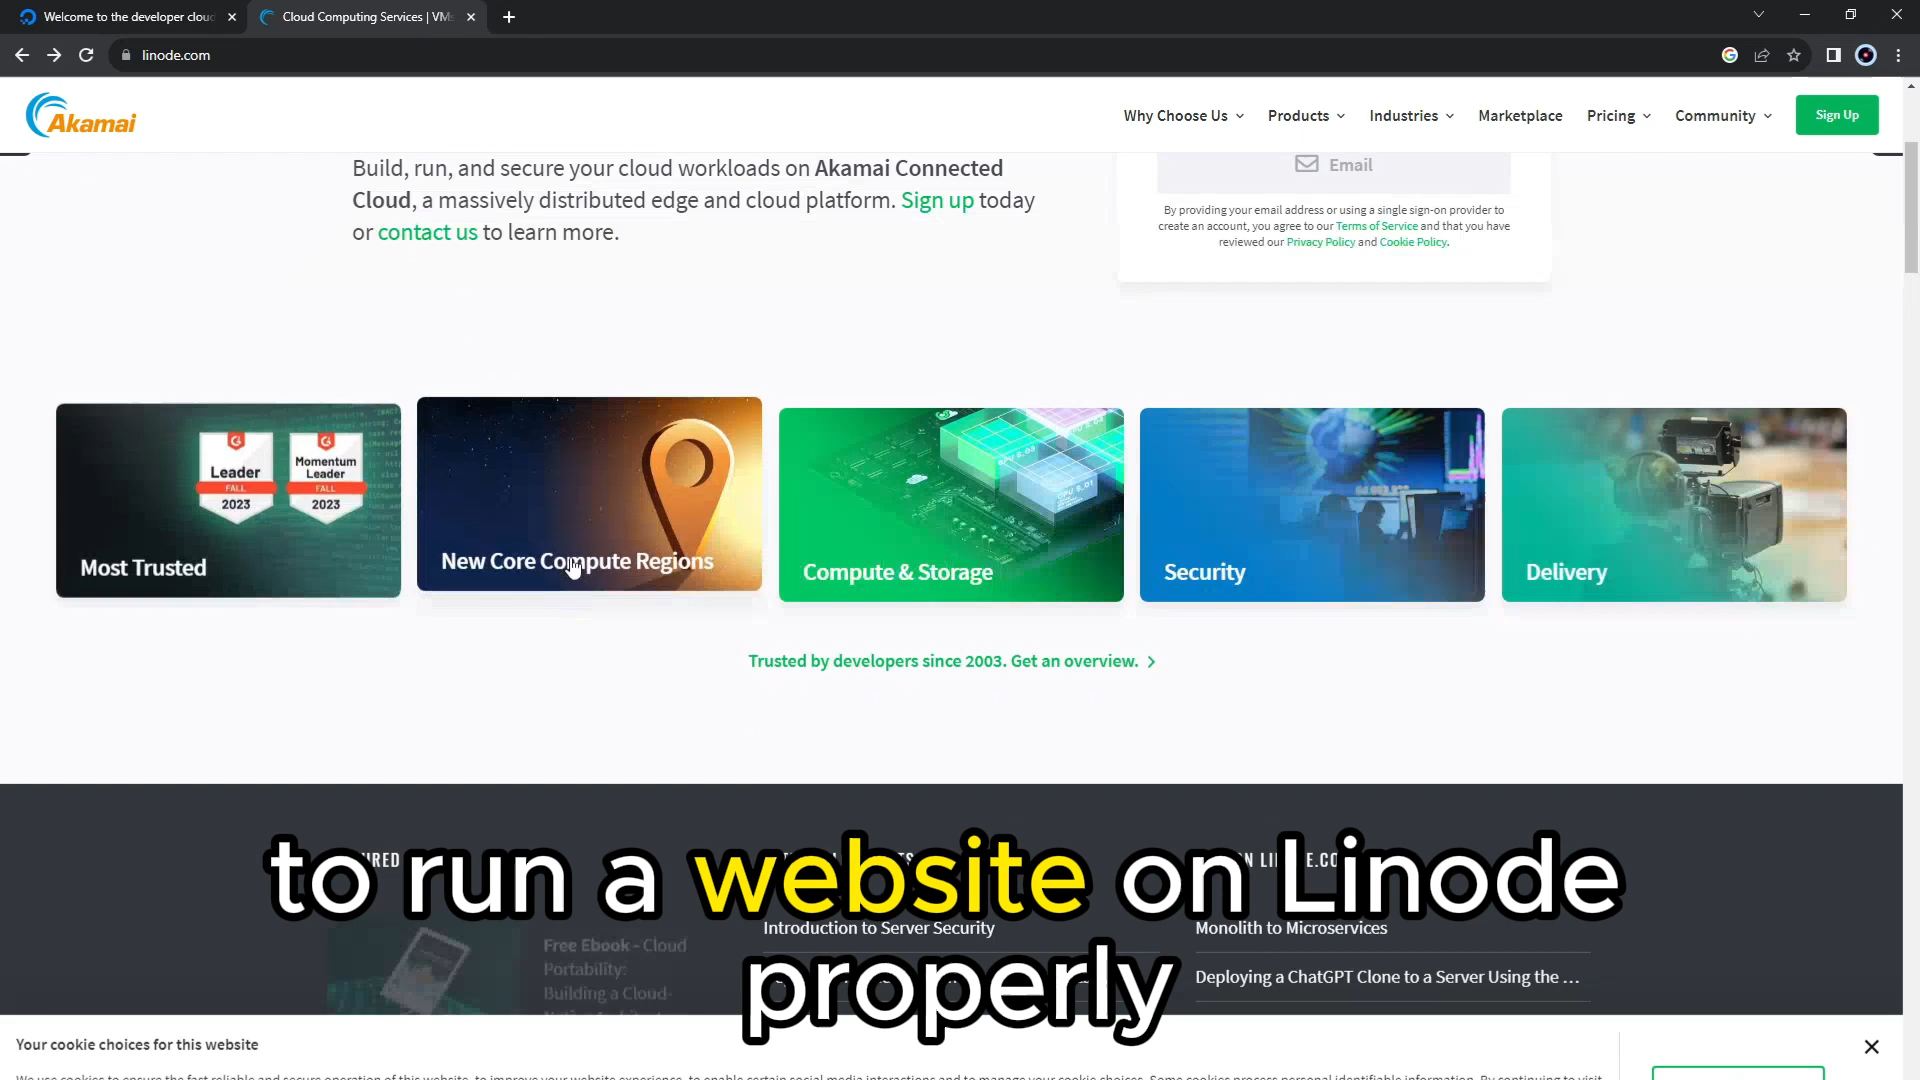 Welcome to the developer cloud
Cloud Computing Services | VMs
linode.com
Akamai
Why Choose Us
Products
Industries
Marketplace
Pricing
Community
Sign Up
Build, run, and secure your cloud workloads on Akamai Connected
Cloud, a massively distributed edge and cloud platform. Sign up today
or contact us to learn more.
Email
By providing your email address or using a single sign-on provider to
create an account, you agree to our Terms of Service and that you have
reviewed our Privacy Policy and Cookie Policy.
Leader
FALL
2023
Momentum
Leader
FALL
2023
Most Trusted
New Core Compute Regions
Compute & Storage
Security
Delivery
Trusted by developers since 2003. Get an overview.
to run a website on Linode
properly
Free Ebook - Cloud
Portability:
Building a Cloud-
Introduction to Server Security
Monolith to Microservices
Deploying a ChatGPT Clone to a Server Using the ...
Your cookie choices for this website